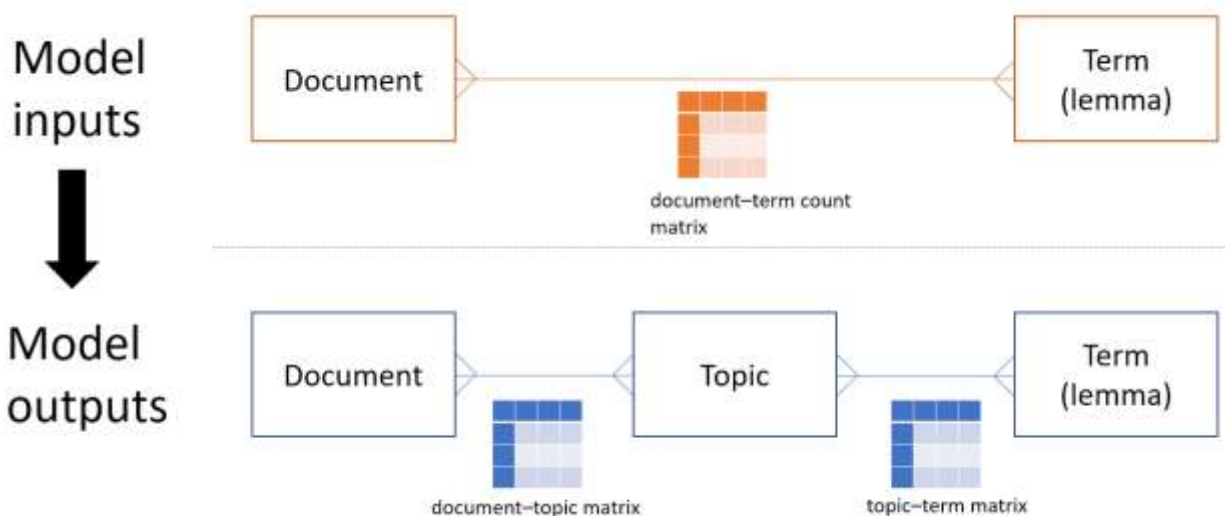 Model
inputs
Document
Term
(lemma)
document–term count
matrix
Model
outputs
Document
Topic
Term
(lemma)
document–topic matrix
topic–term matrix